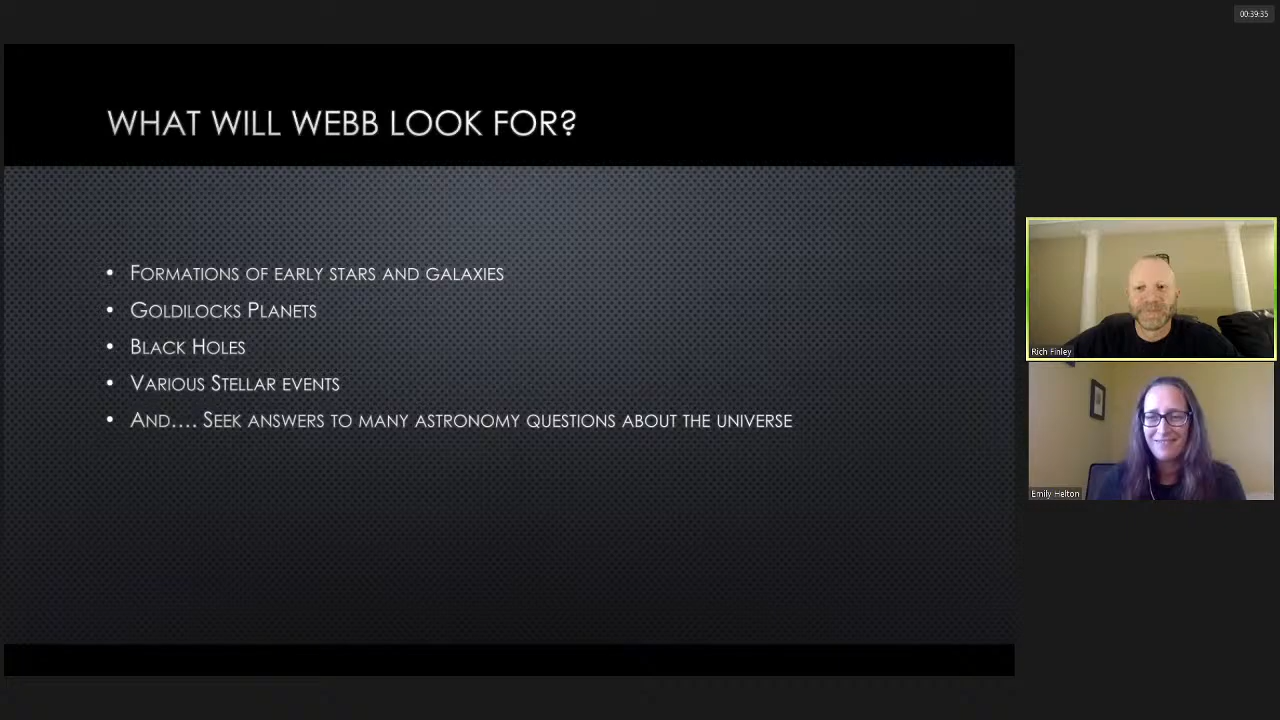 00:39:35
WHAT WILL WEBB LOOK FOR?
• FORMATIONS OF EARLY STARS AND GALAXIES
• GOLDILOCKS PLANETS
• BLACK HOLES
• VARIOUS STELLAR EVENTS
• AND.... SEEK ANSWERS TO MANY ASTRONOMY QUESTIONS ABOUT THE UNIVERSE
Rich Finley
Emily Helton